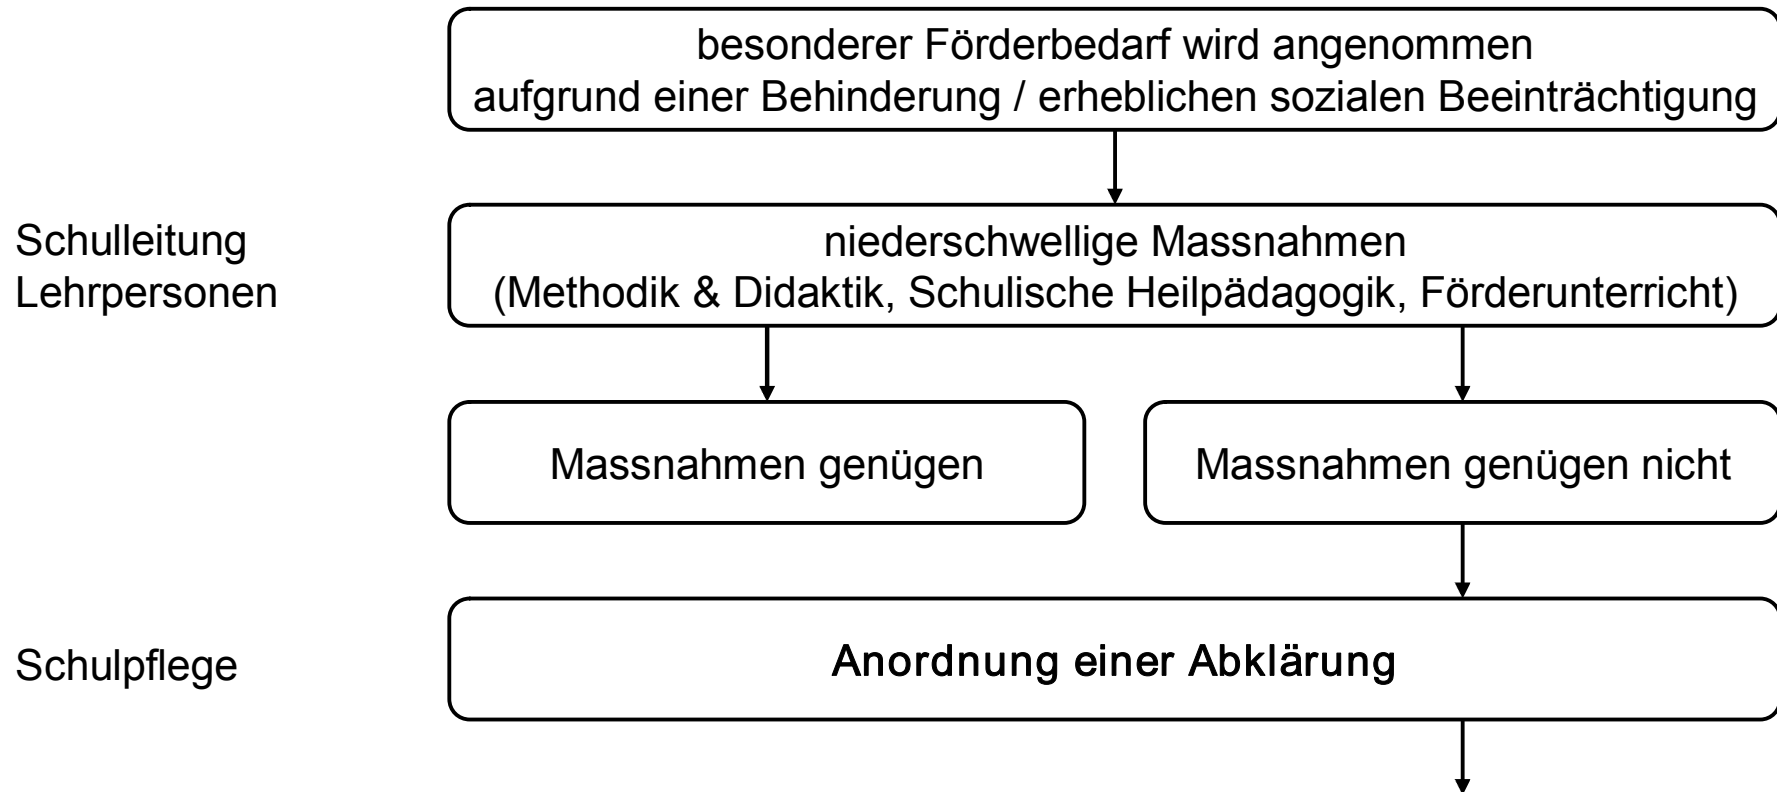 besonderer Förderbedarf wird angenommen
aufgrund einer Behinderung / erheblichen sozialen Beeinträchtigung
Schulleitung
Lehrpersonen
niederschwellige Massnahmen
(Methodik & Didaktik, Schulische Heilpädagogik, Förderunterricht)
Massnahmen genügen
Massnahmen genügen nicht
Schulpflege
Anordnung einer Abklärung